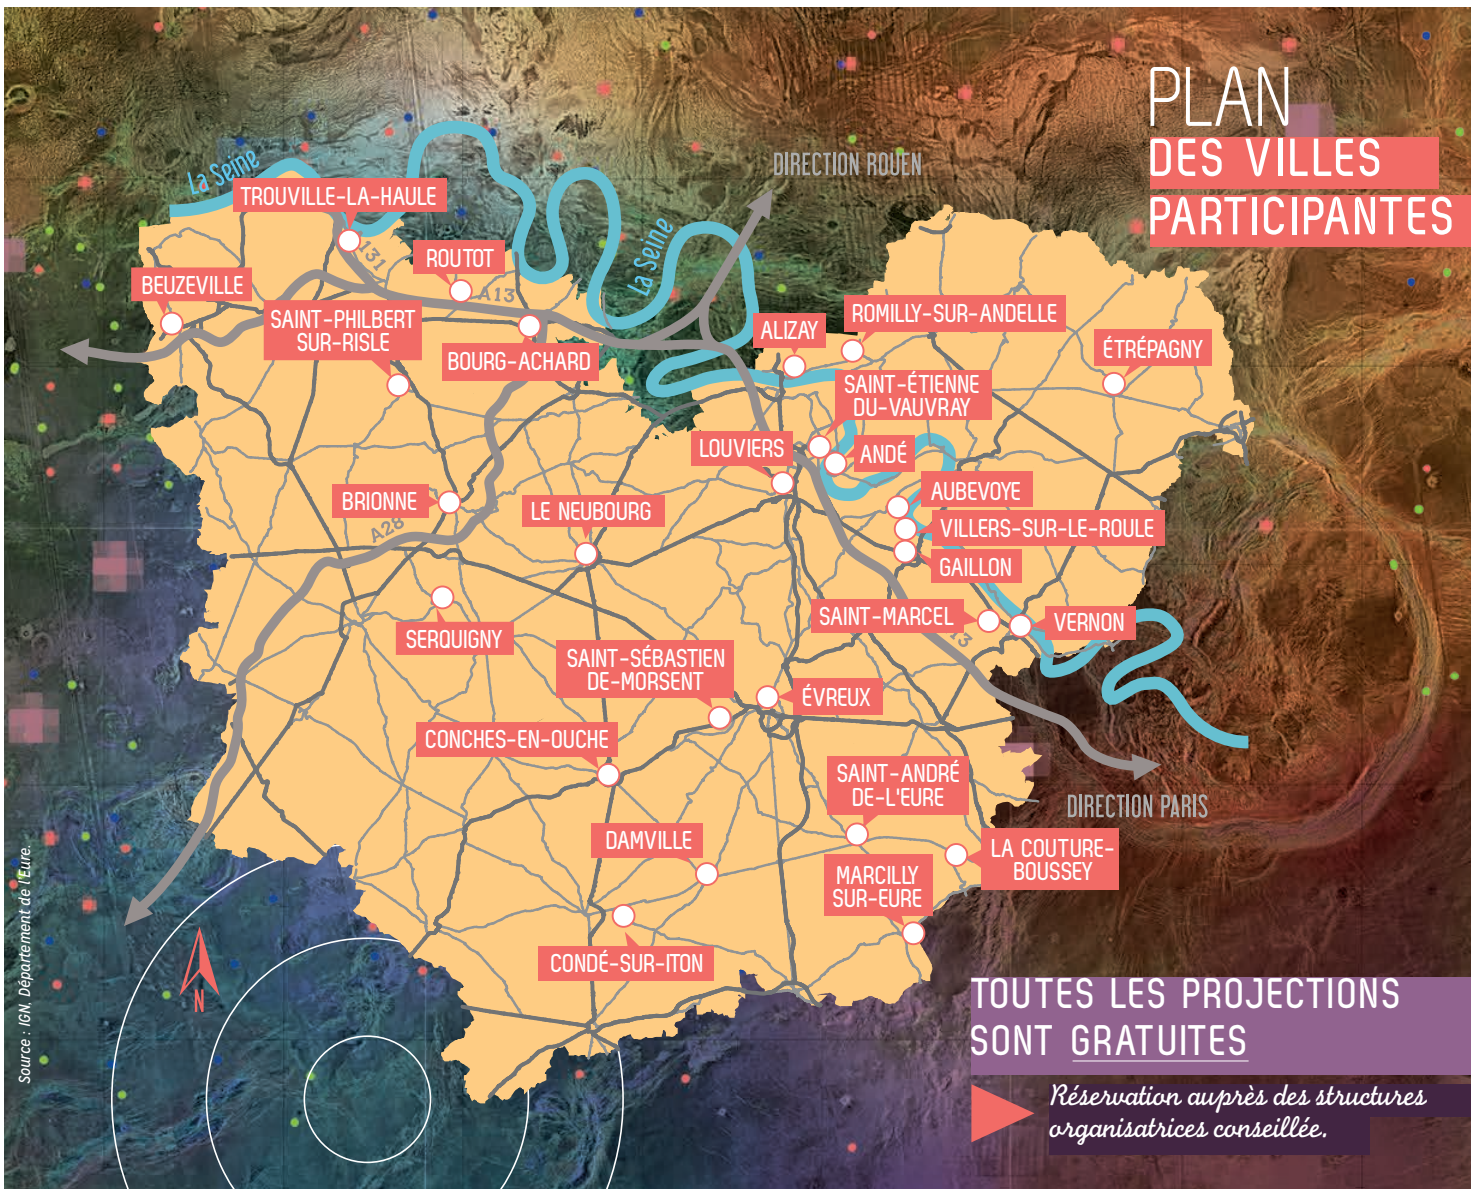 PLAN
DES VILLES
PARTICIPANTES
DIRECTION ROUEN
La Seine
TROUVILLE-LA-HAULE
131
ROUTOT
La Seine
BEUZEVILLE
A13
SAINT-PHILBERT
SUR-RISLE
BOURG-ACHARD
ALIZAY
ROMILLY-SUR-ANDELLE
ÉTRÉPAGNY
SAINT-ÉTIENNE
DU-VAUVRAY
LOUVIERS
ANDÉ
BRIONNE
LE NEUBOURG
AUBEVOYE
A28
VILLERS-SUR-LE-ROULE
GAILLON
SERQUIGNY
SAINT-MARCEL
VERNON
13
SAINT-SÉBASTIEN
DE-MORSENT
ÉVREUX
CONCHES-EN-OUCHE
SAINT-ANDRÉ
DE-L'EURE
DIRECTION PARIS
DAMVILLE
LA COUTURE-
BOUSSEY
MARCILLY
SUR-EURE
CONDÉ-SUR-ITON
N
Source : IGN, Département de l'Eure.
TOUTES LES PROJECTIONS
SONT GRATUITES
Réservation auprès des structures
organisatrices conseillée.